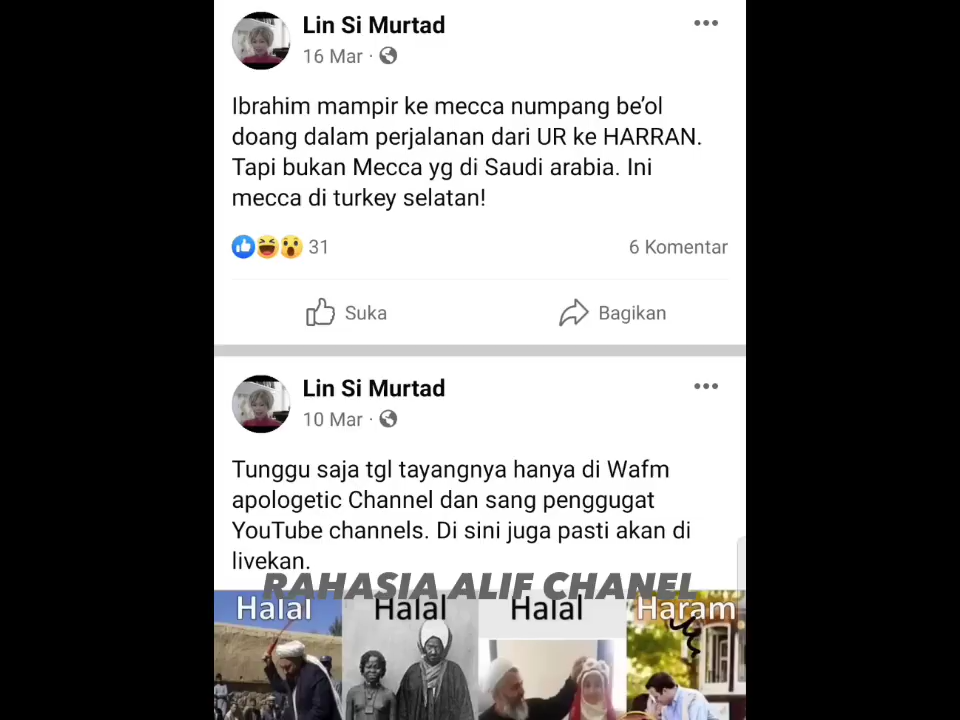 Lin Si Murtad
16 Mar ·
Ibrahim mampir ke mecca numpang be’ol
doang dalam perjalanan dari UR ke HARRAN.
Tapi bukan Mecca yg di Saudi arabia. Ini
mecca di turkey selatan!
31 6 Komentar
Suka Bagikan
Lin Si Murtad
10 Mar ·
Tunggu saja tgl tayangnya hanya di Wafm
apologetic Channel dan sang penggugat
YouTube channels. Di sini juga pasti akan di
livekan.
RAHASIA ALIF CHANEL
Halal Halal Halal Haram